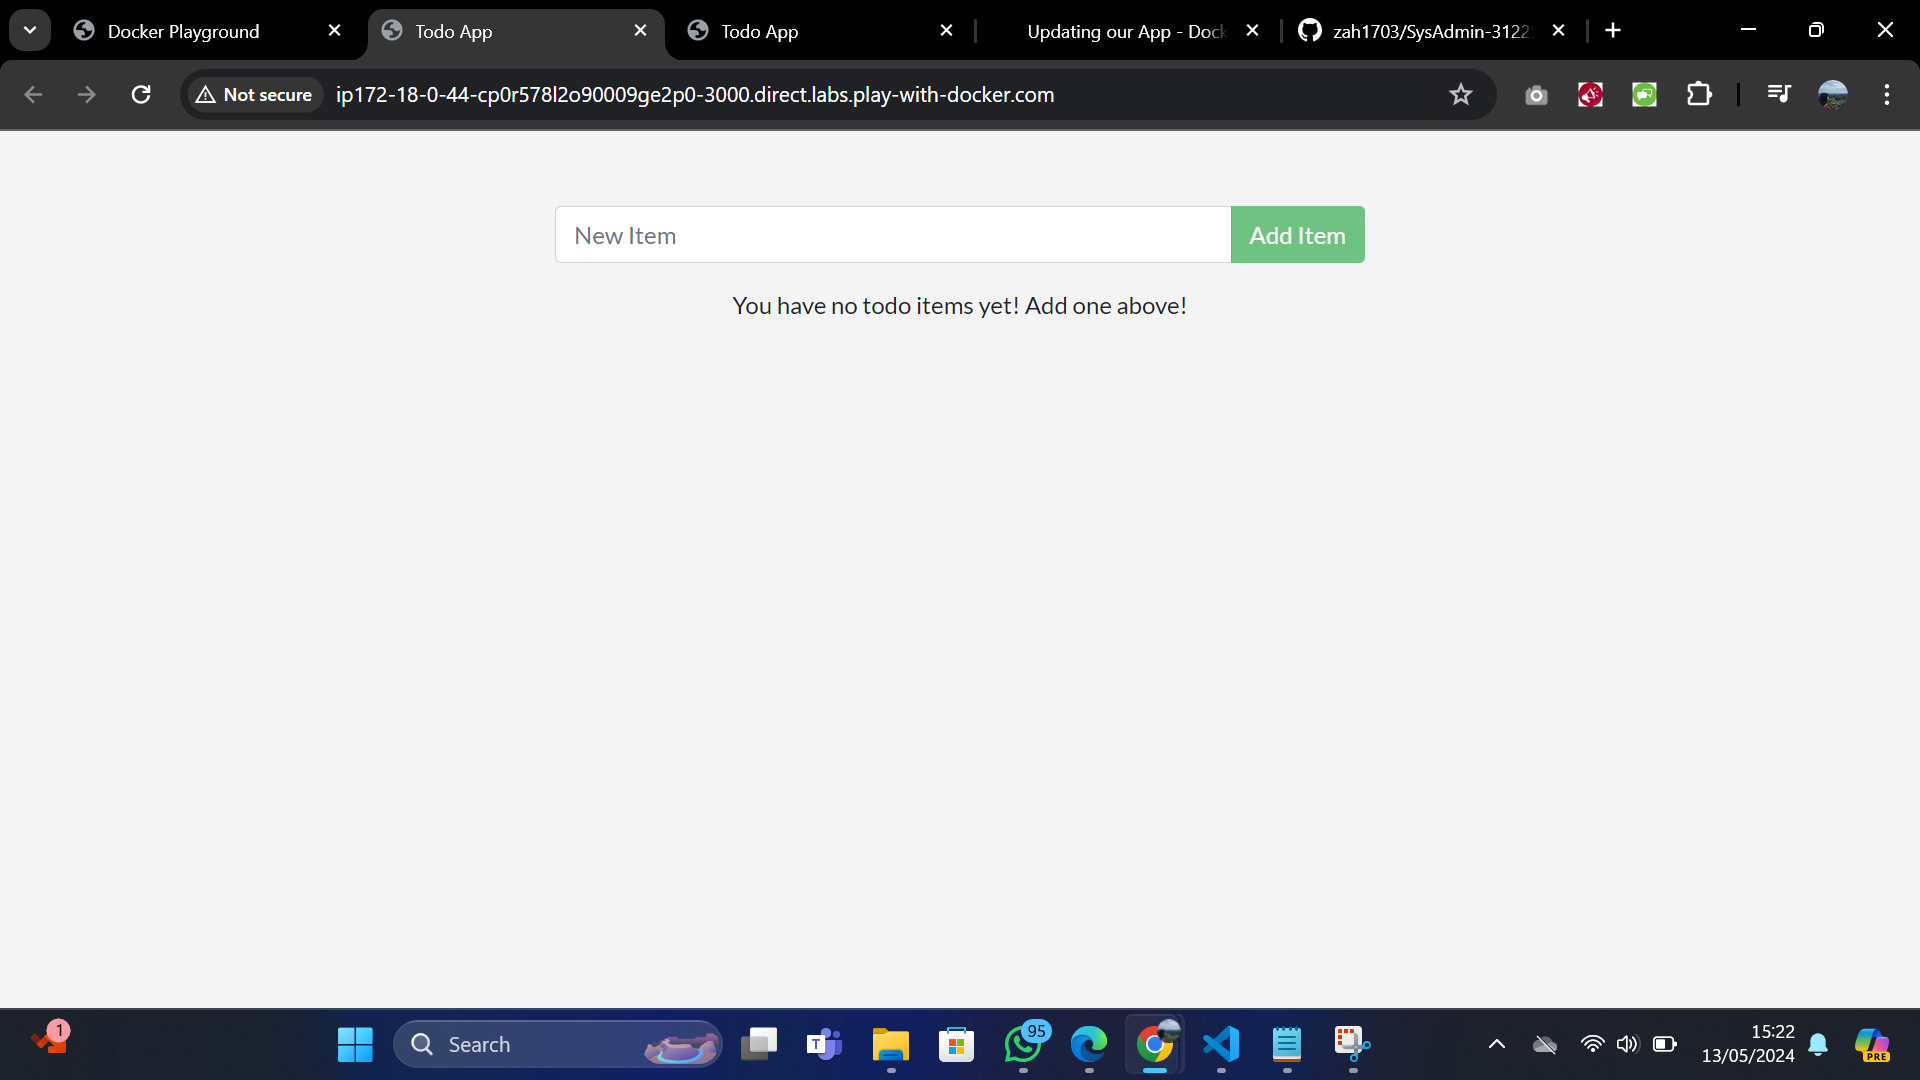 Docker Playground
Todo App
Todo App
Updating our App - Dock
zah1703/SysAdmin-3122
Not secure
ip172-18-0-44-cp0r578l2o90009ge2p0-3000.direct.labs.play-with-docker.com
New Item
Add Item
You have no todo items yet! Add one above!
1
Search
T
95
15:22
13/05/2024
PRE